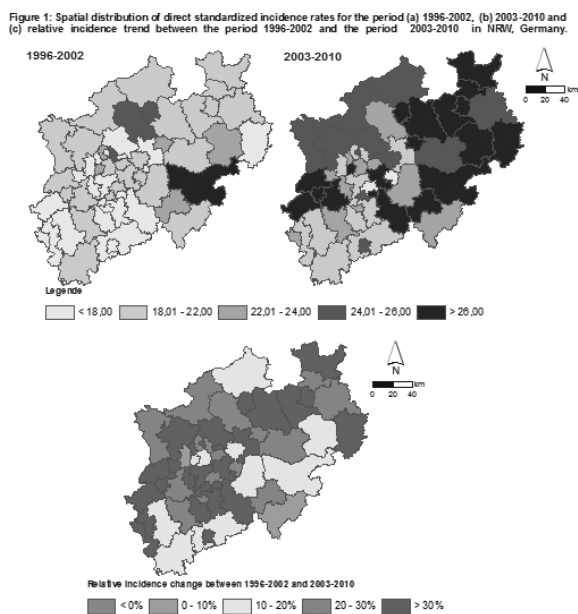 Figure 1: Spatial distribution of direct standardized incidence rates for the period (a) 1996-2002, (b) 2003-2010 and
(c) relative incidence trend between the period 1996-2002 and the period 2003-2010 in NRW, Germany.
1996-2002
2003-2010
N
km
0 20 40
Legende
< 18,00
18,01 - 22,00
22,01 - 24,00
24,01 - 26,00
> 26,00
N
km
0 20 40
Relative incidence change between 1996-2002 and 2003-2010
< 0%
0 - 10%
10 - 20%
20 - 30%
> 30%